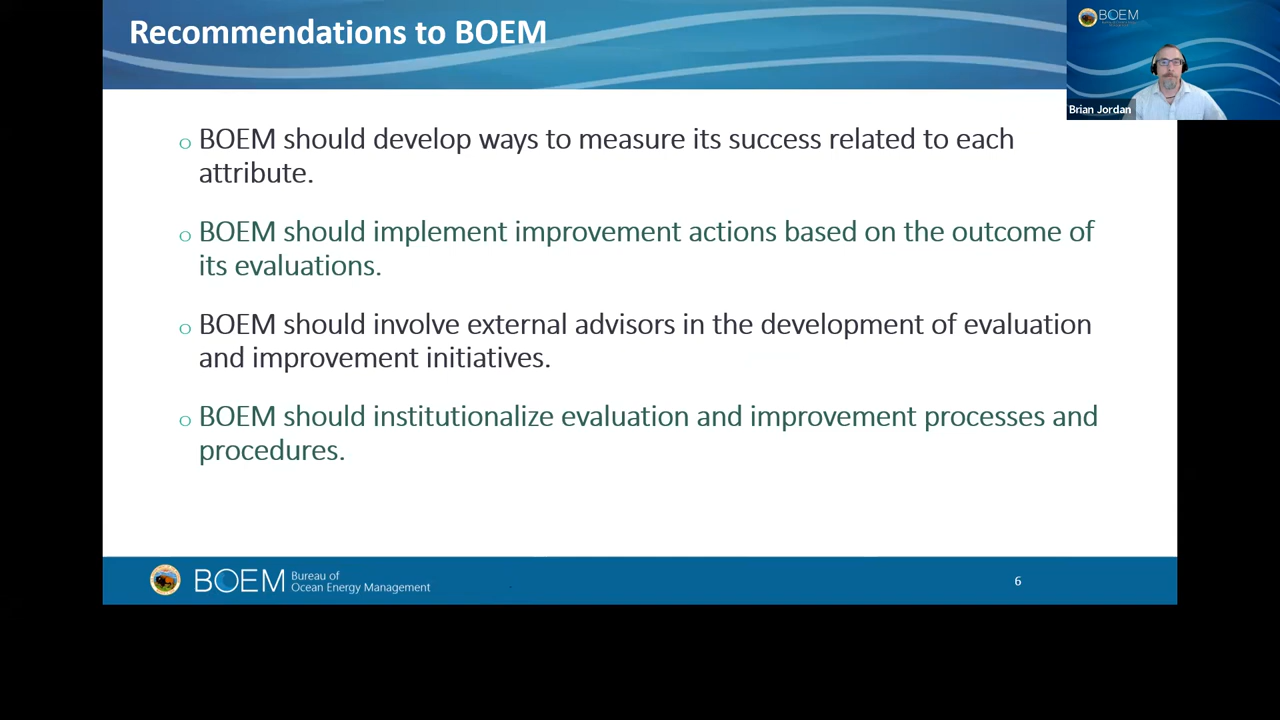 Recommendations to BOEM
BOEM
Brian Jordan
o BOEM should develop ways to measure its success related to each
attribute.
o BOEM should implement improvement actions based on the outcome of
its evaluations.
o BOEM should involve external advisors in the development of evaluation
and improvement initiatives.
o BOEM should institutionalize evaluation and improvement processes and
procedures.
BOEM Bureau of
Ocean Energy Management
6